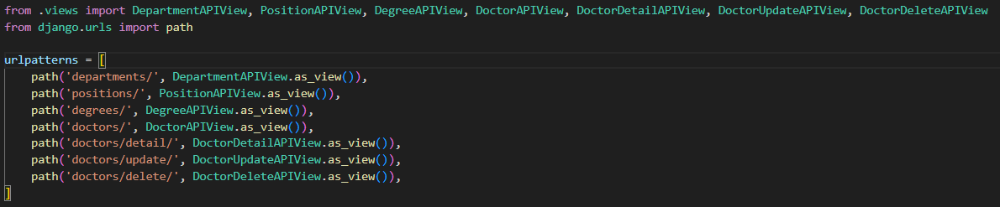 from .views import DepartmentAPIView, PositionAPIView, DegreeAPIView, DoctorAPIView, DoctorDetailAPIView, DoctorUpdateAPIView, DoctorDeleteAPIView
from django.urls import path

urlpatterns = [
    path('departments/', DepartmentAPIView.as_view()),
    path('positions/', PositionAPIView.as_view()),
    path('degrees/', DegreeAPIView.as_view()),
    path('doctors/', DoctorAPIView.as_view()),
    path('doctors/detail/', DoctorDetailAPIView.as_view()),
    path('doctors/update/', DoctorUpdateAPIView.as_view()),
    path('doctors/delete/', DoctorDeleteAPIView.as_view()),
]